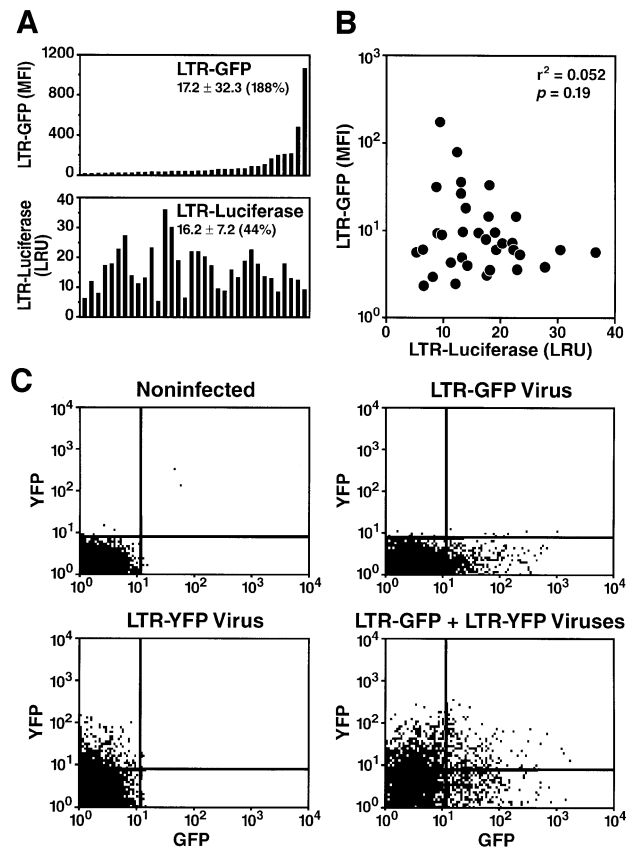 A
LTR-GFP (MFI)
1200
800
400
0
LTR-GFP
17.2 ± 32.3 (188%)
LTR-Luciferase
(LRU)
40
30
20
10
0
LTR-Luciferase
16.2 ± 7.2 (44%)
B
LTR-GFP (MFI)
10³
10²
10¹
10⁰
r² = 0.052
p = 0.19
0 10 20 30 40
LTR-Luciferase (LRU)
C
Noninfected
YFP
10⁴
10³
10²
10¹
10⁰
10⁰ 10¹ 10² 10³ 10⁴
LTR-GFP Virus
YFP
10⁴
10³
10²
10¹
10⁰
10⁰ 10¹ 10² 10³ 10⁴
LTR-YFP Virus
YFP
10⁴
10³
10²
10¹
10⁰
10⁰ 10¹ 10² 10³ 10⁴
GFP
LTR-GFP + LTR-YFP Viruses
YFP
10⁴
10³
10²
10¹
10⁰
10⁰ 10¹ 10² 10³ 10⁴
GFP